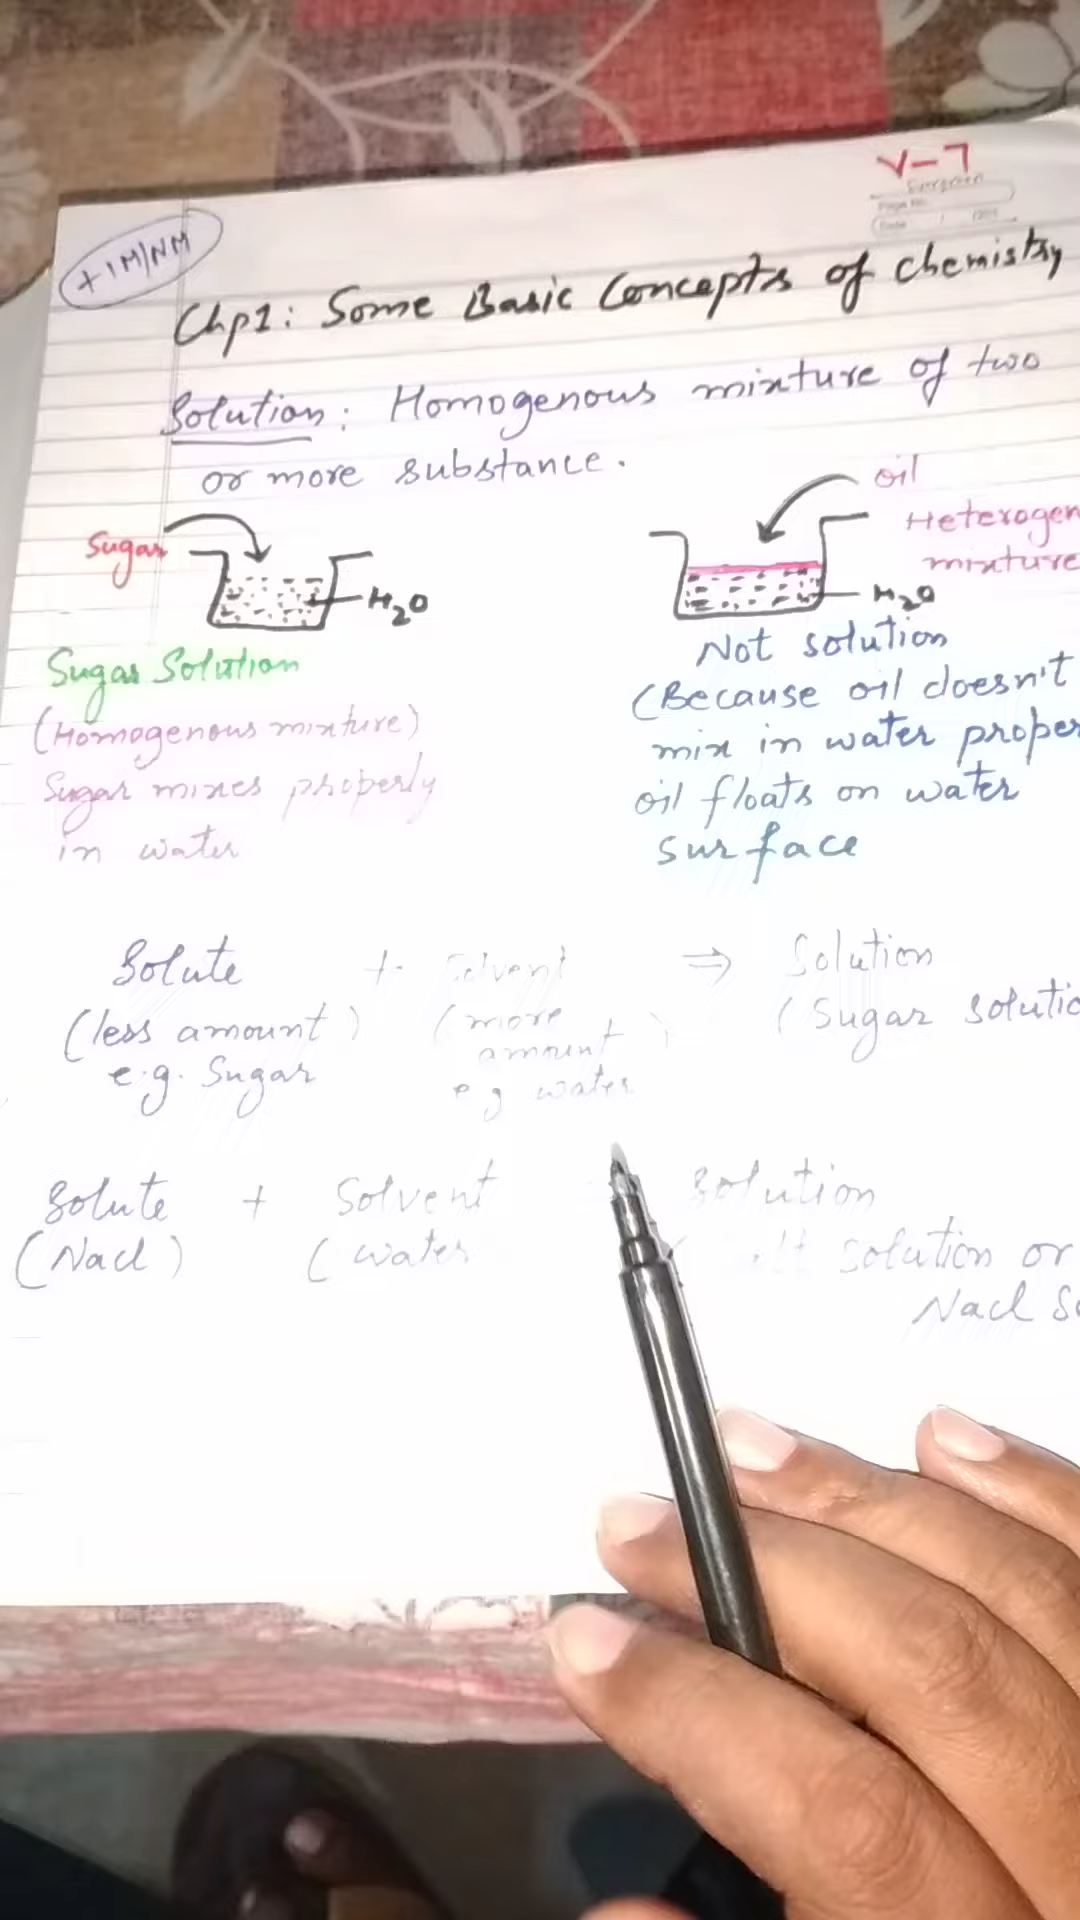 V-7
+1 M/NM
Chp1: Some Basic Concepts of chemistry
Solution: Homogenous mixture of two
or more substance.
Sugar
H₂O
Sugar Solution
(Homogenous mixture)
Sugar mixes properly
in water
oil
Heterogen
mixture
H₂O
Not solution
(Because oil doesn't
mix in water proper
oil floats on water
surface
Solute + Solvent ⇒ Solution
(less amount) (more amount) (Sugar solutio
e.g. Sugar e g water
Solute + Solvent Solution
(Nacl) (water solution or
Nacl S